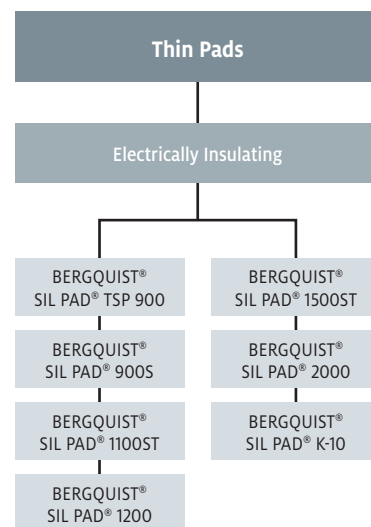 Thin Pads
Electrically Insulating
BERGQUIST®
SIL PAD® TSP 900
BERGQUIST®
SIL PAD® 900S
BERGQUIST®
SIL PAD® 1100ST
BERGQUIST®
SIL PAD® 1200
BERGQUIST®
SIL PAD® 1500ST
BERGQUIST®
SIL PAD® 2000
BERGQUIST®
SIL PAD® K-10